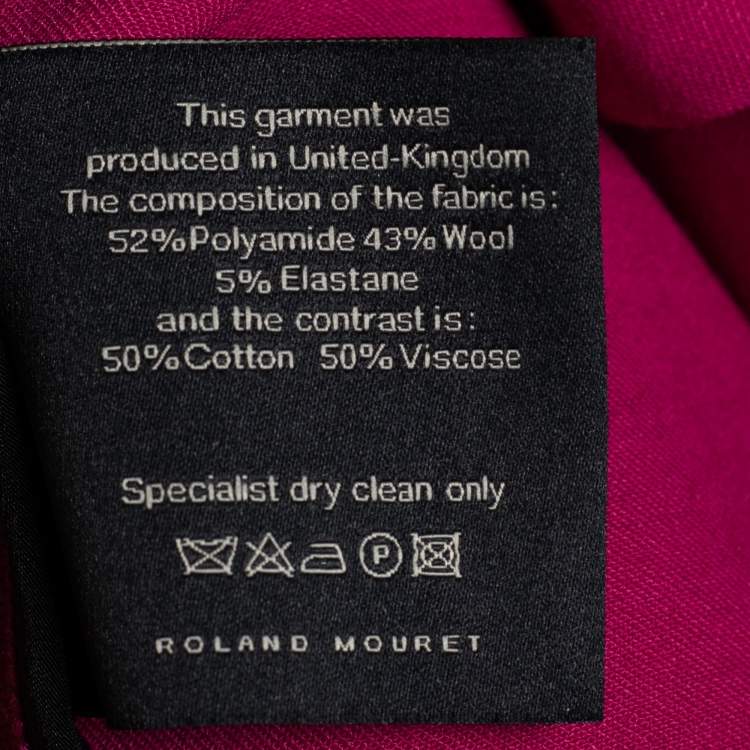 This garment was
produced in United-Kingdom
The composition of the fabric is:
52% Polyamide 43% Wool
5% Elastane
and the contrast is:
50% Cotton 50% Viscose
Specialist dry clean only
P
ROLAND MOURET